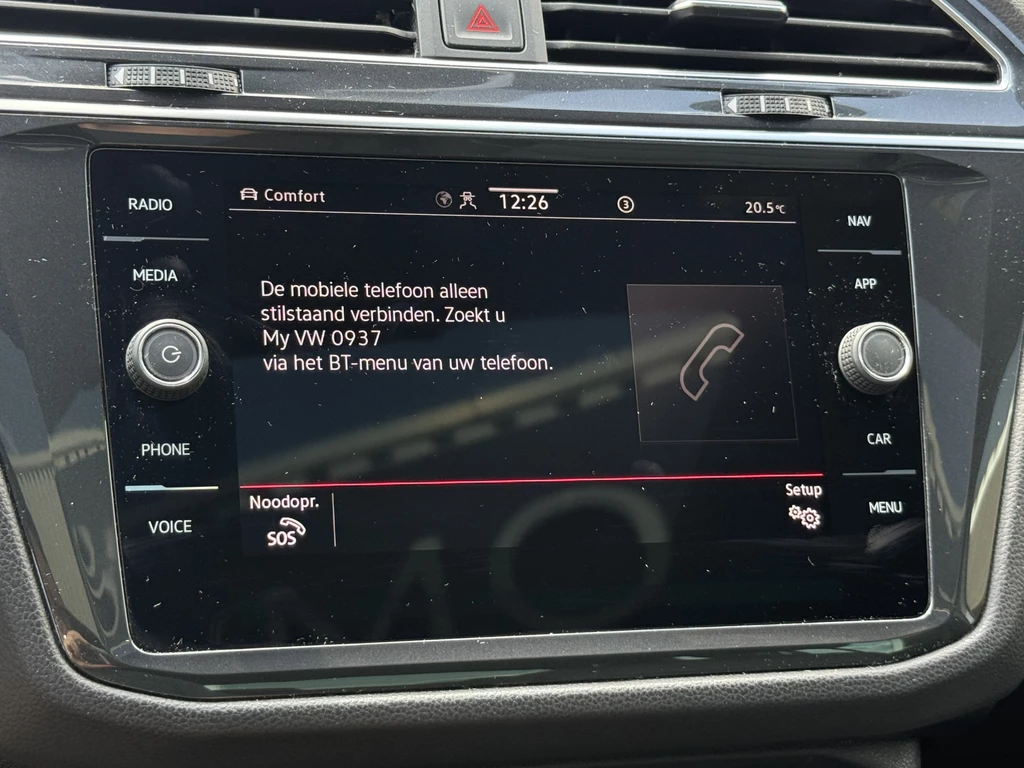 RADIO
MEDIA
PHONE
VOICE
Comfort
12:26
3
20.5°C
De mobiele telefoon alleen
stilstaand verbinden. Zoekt u
My VW 0937
via het BT-menu van uw telefoon.
Noodopr.
SOS
Setup
NAV
APP
CAR
MENU